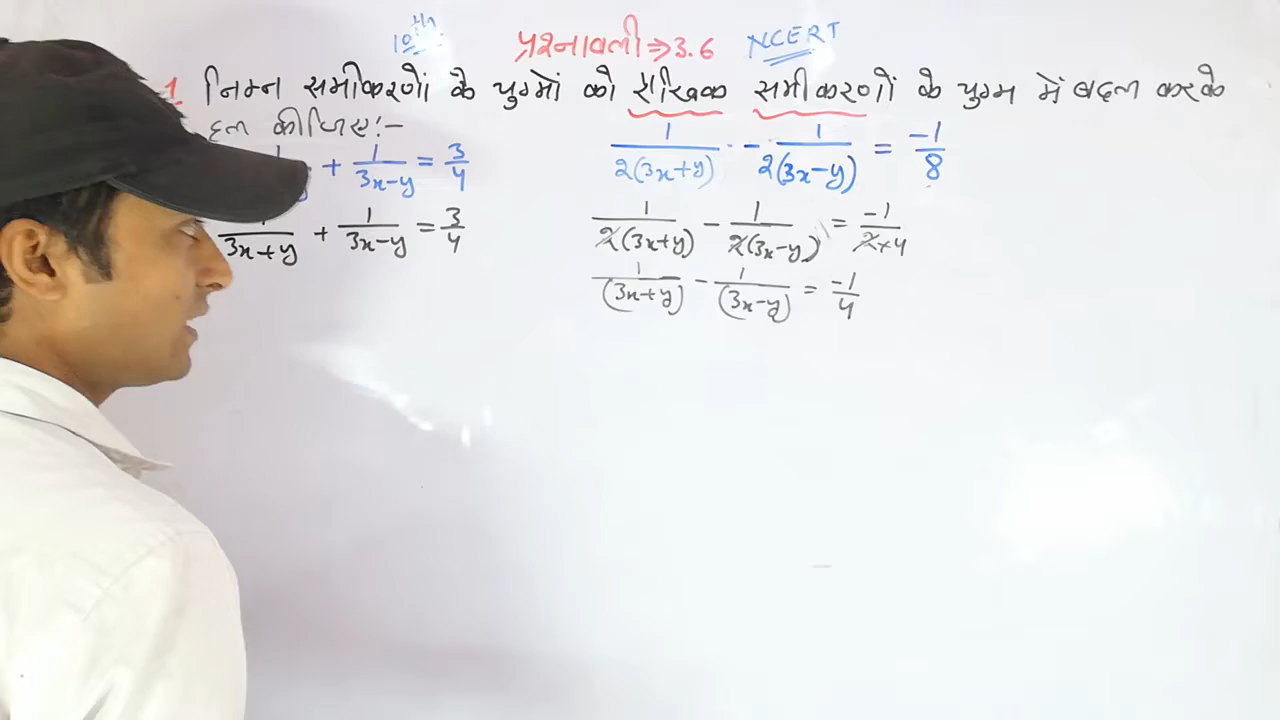 10th प्रश्नावली ⇒ 3.6 NCERT
1 निम्न समीकरणों के युग्मों को रैखिक समीकरणों के युग्म में बदल करके
हल कीजिए:-
+ 1/(3x-y) = 3/4
1/(2(3x+y)) - 1/(2(3x-y)) = -1/8
1/(3x+y) + 1/(3x-y) = 3/4
1/(2(3x+y)) - 1/(2(3x-y)) = -1/(2×4)
1/(3x+y) - 1/(3x-y) = -1/4